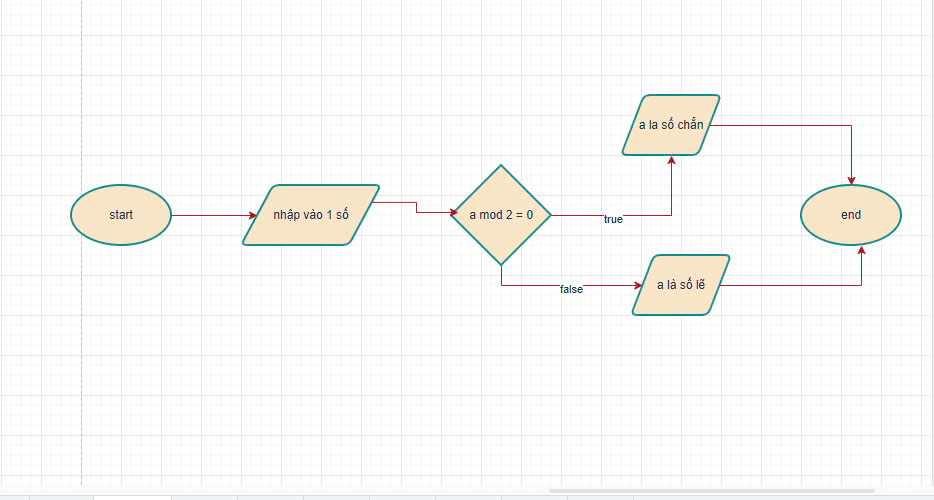 start
nhập vào 1 số
a mod 2 = 0
true
a la số chẳn
false
a là số lẽ
end